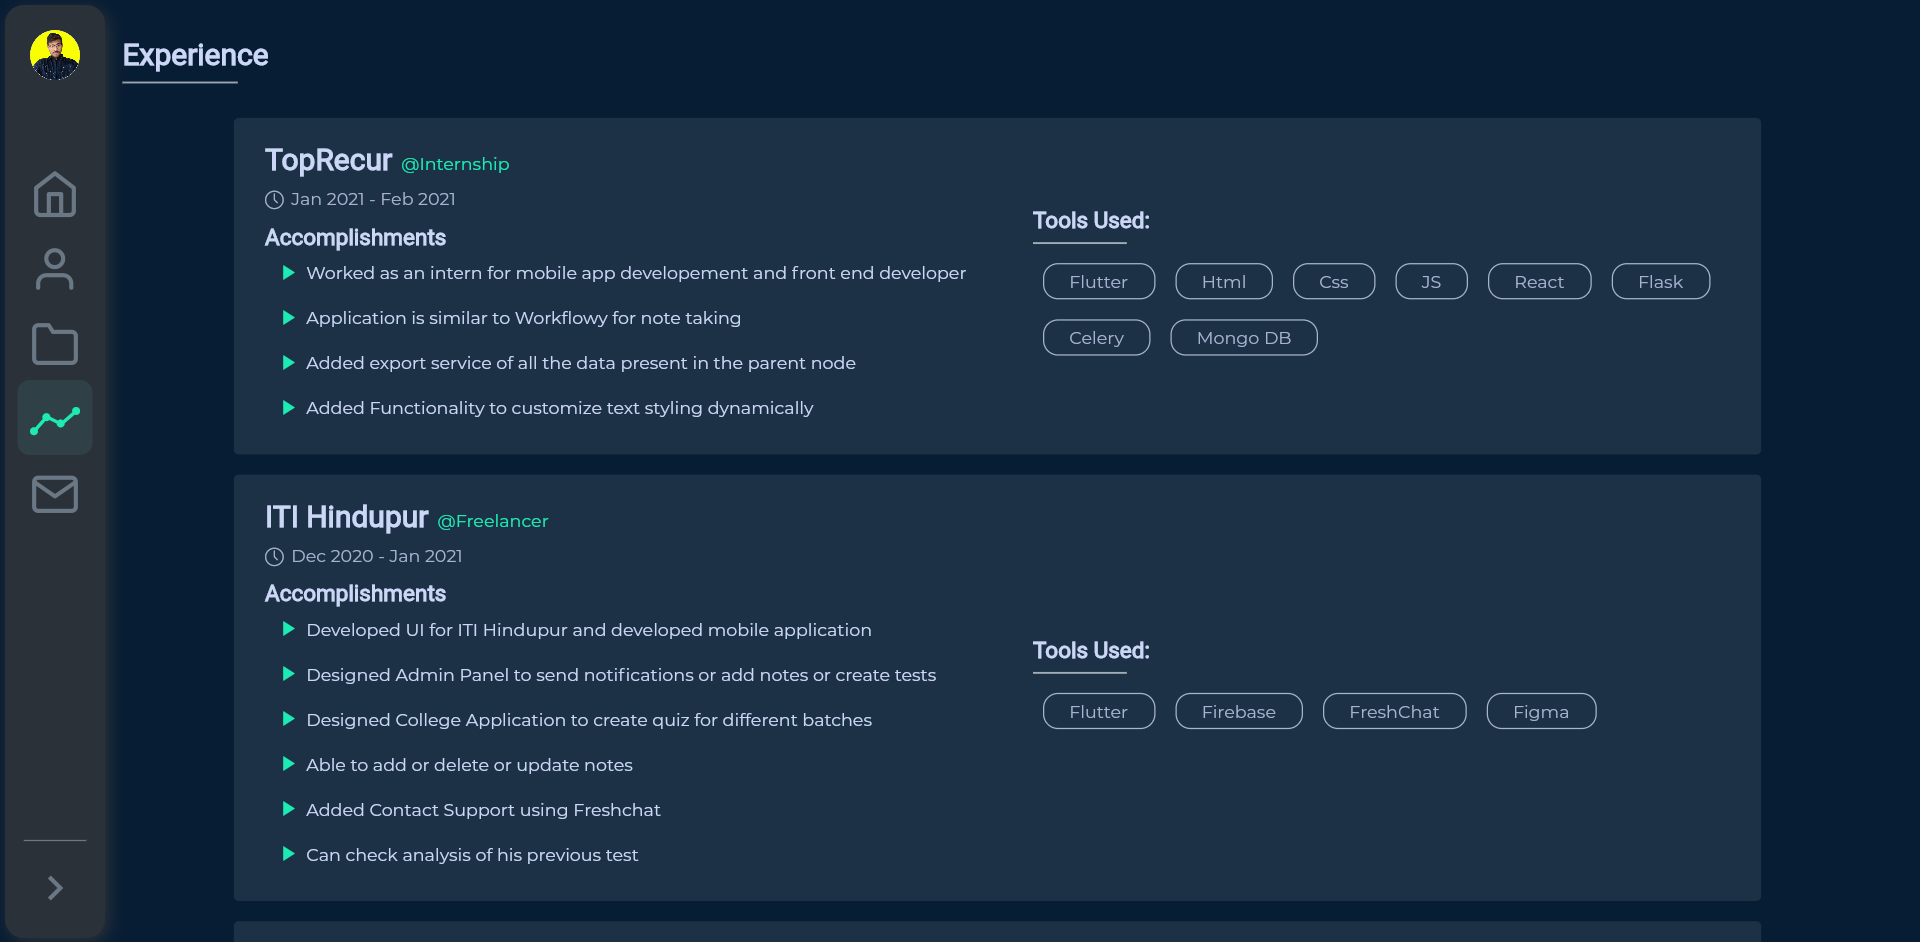 Experience
TopRecur @Internship
Jan 2021 - Feb 2021
Accomplishments
Worked as an intern for mobile app developement and front end developer
Application is similar to Workflowy for note taking
Added export service of all the data present in the parent node
Added Functionality to customize text styling dynamically
Tools Used:
Flutter Html Css JS React Flask
Celery Mongo DB
ITI Hindupur @Freelancer
Dec 2020 - Jan 2021
Accomplishments
Developed UI for ITI Hindupur and developed mobile application
Designed Admin Panel to send notifications or add notes or create tests
Designed College Application to create quiz for different batches
Able to add or delete or update notes
Added Contact Support using Freshchat
Can check analysis of his previous test
Tools Used:
Flutter Firebase FreshChat Figma